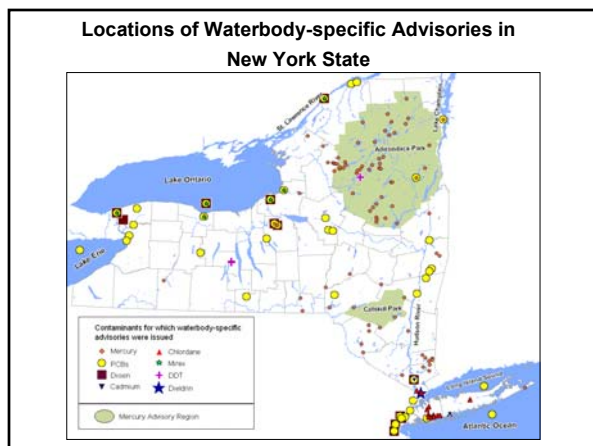 Locations of Waterbody-specific Advisories in
New York State
St. Lawrence River
Lake Champlain
Adirondack Park
Lake Ontario
Lake Erie
Catskill Park
Hudson River
Long Island Sound
Atlantic Ocean
Contaminants for which waterbody-specific
advisories were issued
Mercury
Chlordane
PCBs
Mirex
Dioxin
DDT
Cadmium
Dieldrin
Mercury Advisory Region